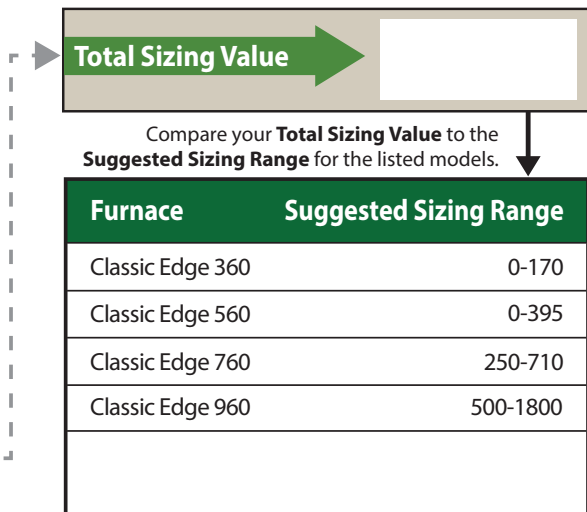 Total Sizing Value
Compare your Total Sizing Value to the
Suggested Sizing Range for the listed models.
Furnace Suggested Sizing Range
Classic Edge 360 0-170
Classic Edge 560 0-395
Classic Edge 760 250-710
Classic Edge 960 500-1800